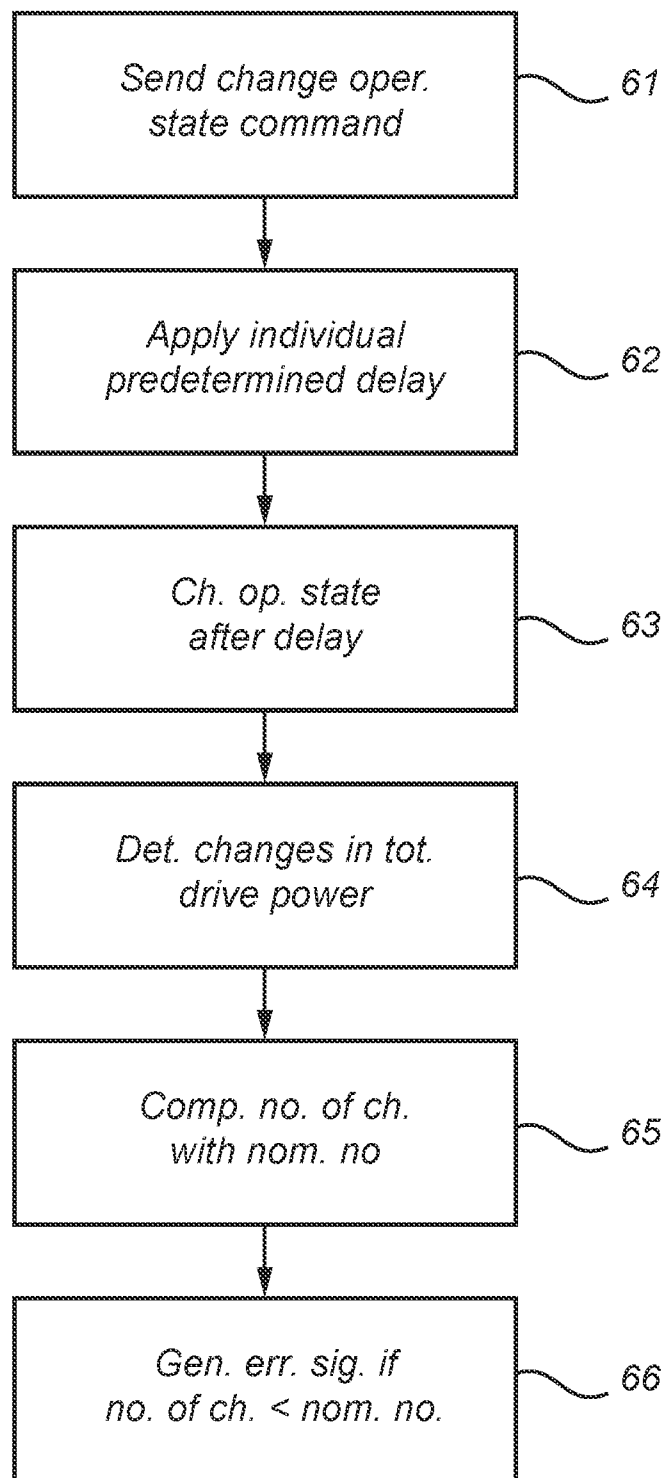 Send change oper.
state command
61
Apply individual
predetermined delay
62
Ch. op. state
after delay
63
Det. changes in tot.
drive power
64
Comp. no. of ch.
with nom. no
65
Gen. err. sig. if
no. of ch. < nom. no.
66